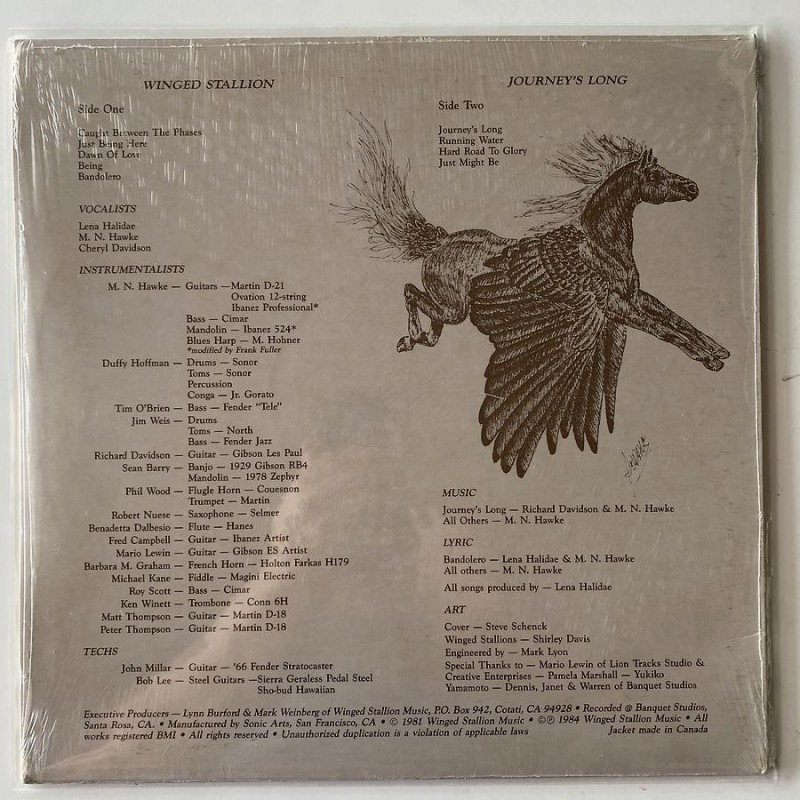 WINGED STALLION
Side One
Caught Between The Phases
Just Being Here
Dawn Of Love
Being
Bandolero
VOCALISTS
Lena Halidae
M. N. Hawke
Cheryl Davidson
INSTRUMENTALISTS
M. N. Hawke — Guitars —Martin D-21
Ovation 12-string
Ibanez Professional*
Bass — Cimar
Mandolin — Ibanez 524*
Blues Harp — M. Hohner
*modified by Frank Fuller
Duffy Hoffman — Drums — Sonor
Toms — Sonor
Percussion
Conga — Jr. Gorato
Tim O'Brien — Bass — Fender "Tele"
Jim Weis — Drums
Toms — North
Bass — Fender Jazz
Richard Davidson — Guitar — Gibson Les Paul
Sean Barry — Banjo — 1929 Gibson RB4
Mandolin — 1978 Zephyr
Phil Wood — Flugle Horn — Couesnon
Trumpet — Martin
Robert Nuese — Saxophone — Selmer
Benadetta Dalbesio — Flute — Hanes
Fred Campbell — Guitar — Ibanez Artist
Mario Lewin — Guitar — Gibson ES Artist
Barbara M. Graham — French Horn — Holton Farkas H179
Michael Kane — Fiddle — Magini Electric
Roy Scott — Bass — Cimar
Ken Winett — Trombone — Conn 6H
Matt Thompson — Guitar — Martin D-18
Peter Thompson — Guitar — Martin D-18
TECHS
John Millar — Guitar — '66 Fender Stratocaster
Bob Lee — Steel Guitars —Sierra Geraless Pedal Steel
Sho-bud Hawaiian
JOURNEY'S LONG
Side Two
Journey's Long
Running Water
Hard Road To Glory
Just Might Be
MUSIC
Journey's Long — Richard Davidson & M. N. Hawke
All Others — M. N. Hawke
LYRIC
Bandolero — Lena Halidae & M. N. Hawke
All others — M. N. Hawke
All songs produced by — Lena Halidae
ART
Cover — Steve Schenck
Winged Stallions — Shirley Davis
Engineered by — Mark Lyon
Special Thanks to — Mario Lewin of Lion Tracks Studio &
Creative Enterprises — Pamela Marshall — Yukiko
Yamamoto — Dennis, Janet & Warren of Banquet Studios
Executive Producers — Lynn Burford & Mark Weinberg of Winged Stallion Music, P.O. Box 942, Cotati, CA 94928 • Recorded @ Banquet Studios,
Santa Rosa, CA. • Manufactured by Sonic Arts, San Francisco, CA • © 1981 Winged Stallion Music • ©℗ 1984 Winged Stallion Music • All
works registered BMI • All rights reserved • Unauthorized duplication is a violation of applicable laws Jacket made in Canada